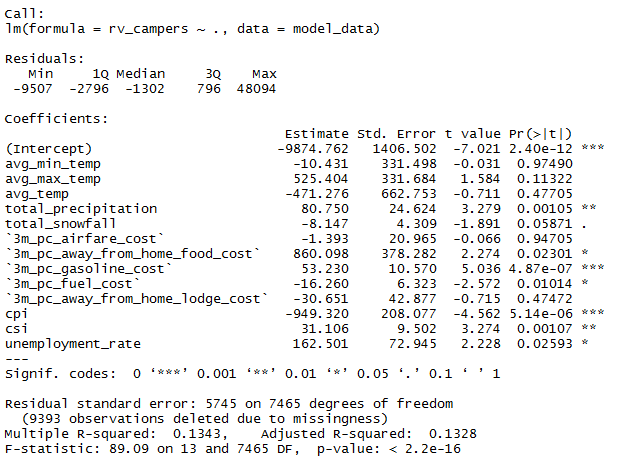 Call:
lm(formula = rv_campers ~ ., data = model_data)
Residuals:
Min 1Q Median 3Q Max
-9507 -2796 -1302 796 48094
Coefficients:
Estimate Std. Error t value Pr(>|t|)
(Intercept) -9874.762 1406.502 -7.021 2.40e-12 ***
avg_min_temp -10.431 331.498 -0.031 0.97490
avg_max_temp 525.404 331.684 1.584 0.11322
avg_temp -471.276 662.753 -0.711 0.47705
total_precipitation 80.750 24.624 3.279 0.00105 **
total_snowfall -8.147 4.309 -1.891 0.05871 .
`3m_pc_airfare_cost` -1.393 20.965 -0.066 0.94705
`3m_pc_away_from_home_food_cost` 860.098 378.282 2.274 0.02301 *
`3m_pc_gasoline_cost` 53.230 10.570 5.036 4.87e-07 ***
`3m_pc_fuel_cost` -16.260 6.323 -2.572 0.01014 *
`3m_pc_away_from_home_lodge_cost` -30.651 42.877 -0.715 0.47472
cpi -949.320 208.077 -4.562 5.14e-06 ***
csi 31.106 9.502 3.274 0.00107 **
unemployment_rate 162.501 72.945 2.228 0.02593 *
---
Signif. codes: 0 ‘***’ 0.001 ‘**’ 0.01 ‘*’ 0.05 ‘.’ 0.1 ‘ ’ 1
Residual standard error: 5745 on 7465 degrees of freedom
(9393 observations deleted due to missingness)
Multiple R-squared: 0.1343, Adjusted R-squared: 0.1328
F-statistic: 89.09 on 13 and 7465 DF, p-value: < 2.2e-16